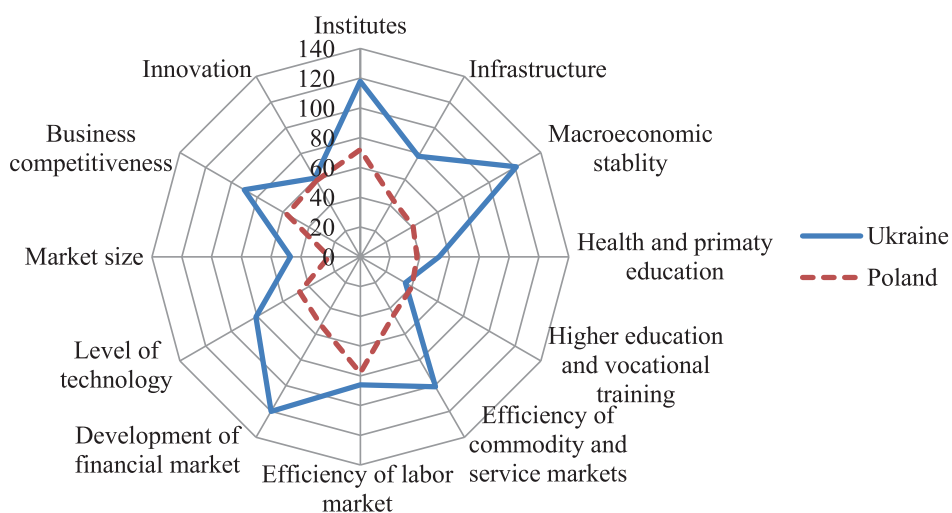 Institutes
Infrastructure
Macroeconomic
stablity
Health and primaty
education
Higher education
and vocational
training
Efficiency of
commodity and
service markets
Efficiency of labor
market
Development of
financial market
Level of
technology
Market size
Business
competitiveness
Innovation
140
120
100
80
60
40
20
0
Ukraine
Poland